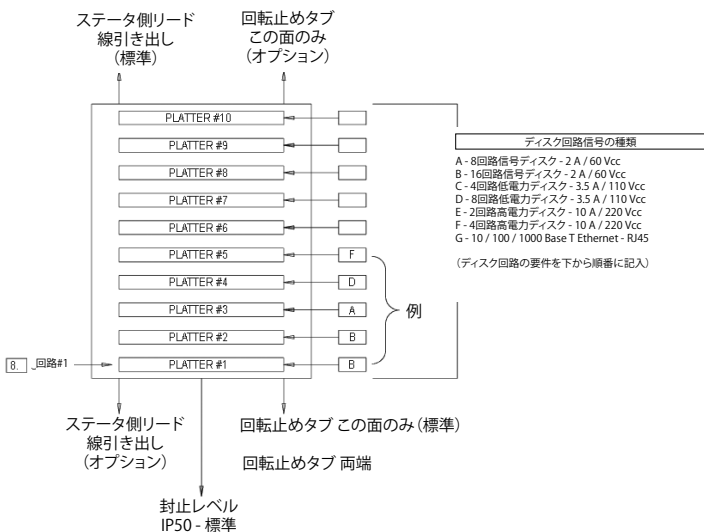 ステータ側リード
線引き出し
(標準)
回転止めタブ
この面のみ
(オプション)
PLATTER #10
PLATTER #9
PLATTER #8
PLATTER #7
PLATTER #6
PLATTER #5
F
PLATTER #4
D
PLATTER #3
A
PLATTER #2
B
8. _回路#1
PLATTER #1
B
例
ディスク回路信号の種類
A - 8回路信号ディスク - 2 A / 60 Vcc
B - 16回路信号ディスク - 2 A / 60 Vcc
C - 4回路低電力ディスク - 3.5 A / 110 Vcc
D - 8回路低電力ディスク - 3.5 A / 110 Vcc
E - 2回路高電力ディスク - 10 A / 220 Vcc
F - 4回路高電力ディスク - 10 A / 220 Vcc
G - 10 / 100 / 1000 Base T Ethernet - RJ45
(ディスク回路の要件を下から順番に記入)
ステータ側リード
線引き出し
(オプション)
回転止めタブ この面のみ (標準)
回転止めタブ 両端
封止レベル
IP50 - 標準